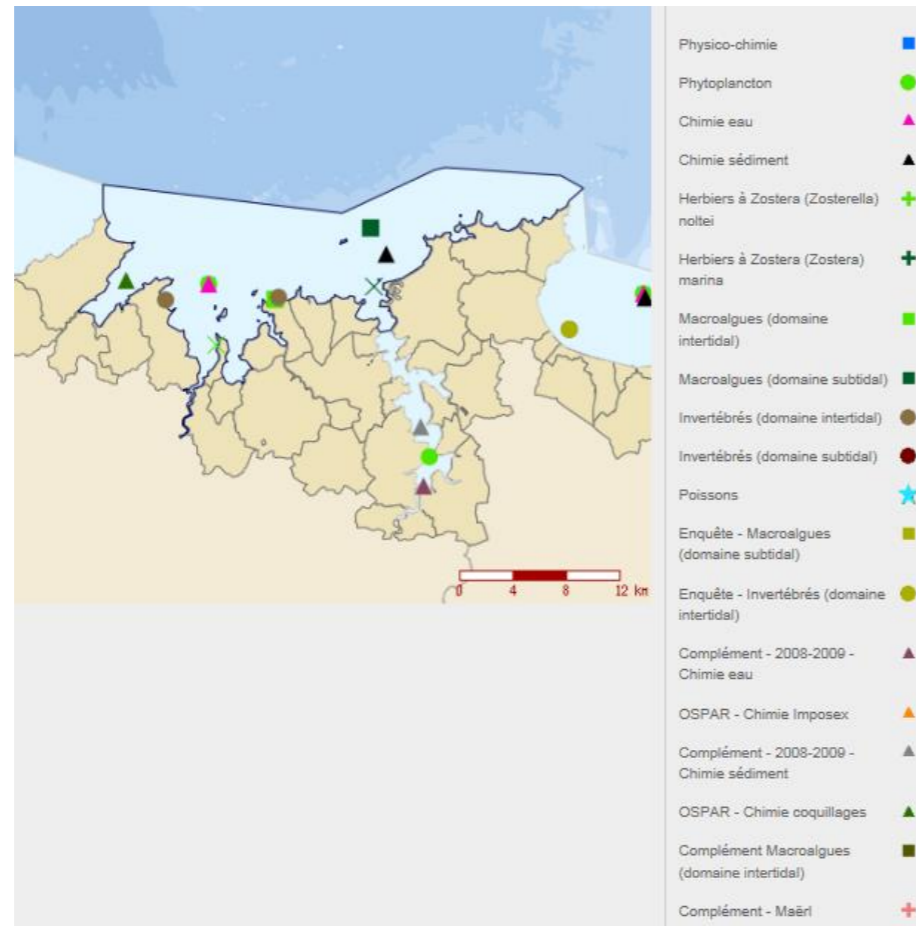 0 4 8 12 km
Physico-chimie
Phytoplancton
Chimie eau
Chimie sédiment
Herbiers à Zostera (Zosterella)
noltei
Herbiers à Zostera (Zostera)
marina
Macroalgues (domaine
intertidal)
Macroalgues (domaine subtidal)
Invertébrés (domaine intertidal)
Invertébrés (domaine subtidal)
Poissons
Enquête - Macroalgues
(domaine subtidal)
Enquête - Invertébrés (domaine
intertidal)
Complément - 2008-2009 -
Chimie eau
OSPAR - Chimie Imposex
Complément - 2008-2009 -
Chimie sédiment
OSPAR - Chimie coquillages
Complément Macroalgues
(domaine intertidal)
Complément - Maërl